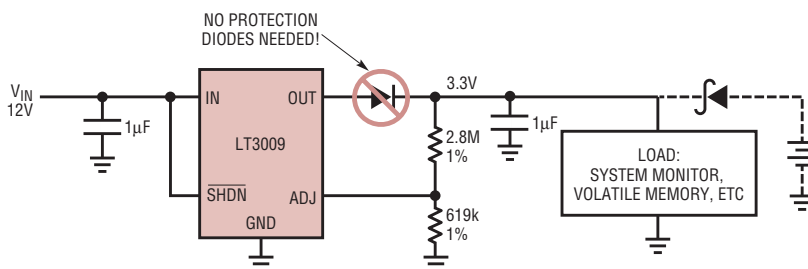 NO PROTECTION
DIODES NEEDED!
VIN
12V
1μF
IN
OUT
LT3009
SHDN
ADJ
GND
3.3V
2.8M
1%
619k
1%
1μF
LOAD:
SYSTEM MONITOR,
VOLATILE MEMORY, ETC